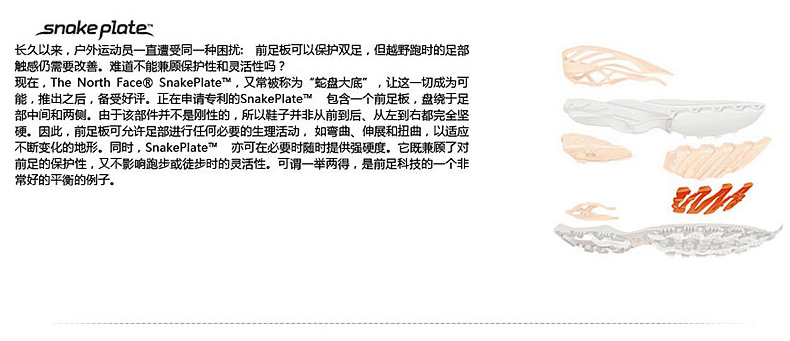 snake plate™
长久以来，户外运动员一直遭受同一种困扰: 前足板可以保护双足，但越野跑时的足部
触感仍需要改善。难道不能兼顾保护性和灵活性吗？
现在，The North Face® SnakePlate™，又常被称为“蛇盘大底”，让这一切成为可
能，推出之后，备受好评。正在申请专利的SnakePlate™ 包含一个前足板，盘绕于足
部中间和两侧。由于该部件并不是刚性的，所以鞋子并非从前到后、从左到右都完全坚
硬。因此，前足板可允许足部进行任何必要的生理活动， 如弯曲、伸展和扭曲，以适应
不断变化的地形。同时，SnakePlate™ 亦可在必要时随时提供强硬度。它既兼顾了对
前足的保护性，又不影响跑步或徒步时的灵活性。可谓一举两得，是前足科技的一个非
常好的平衡的例子。